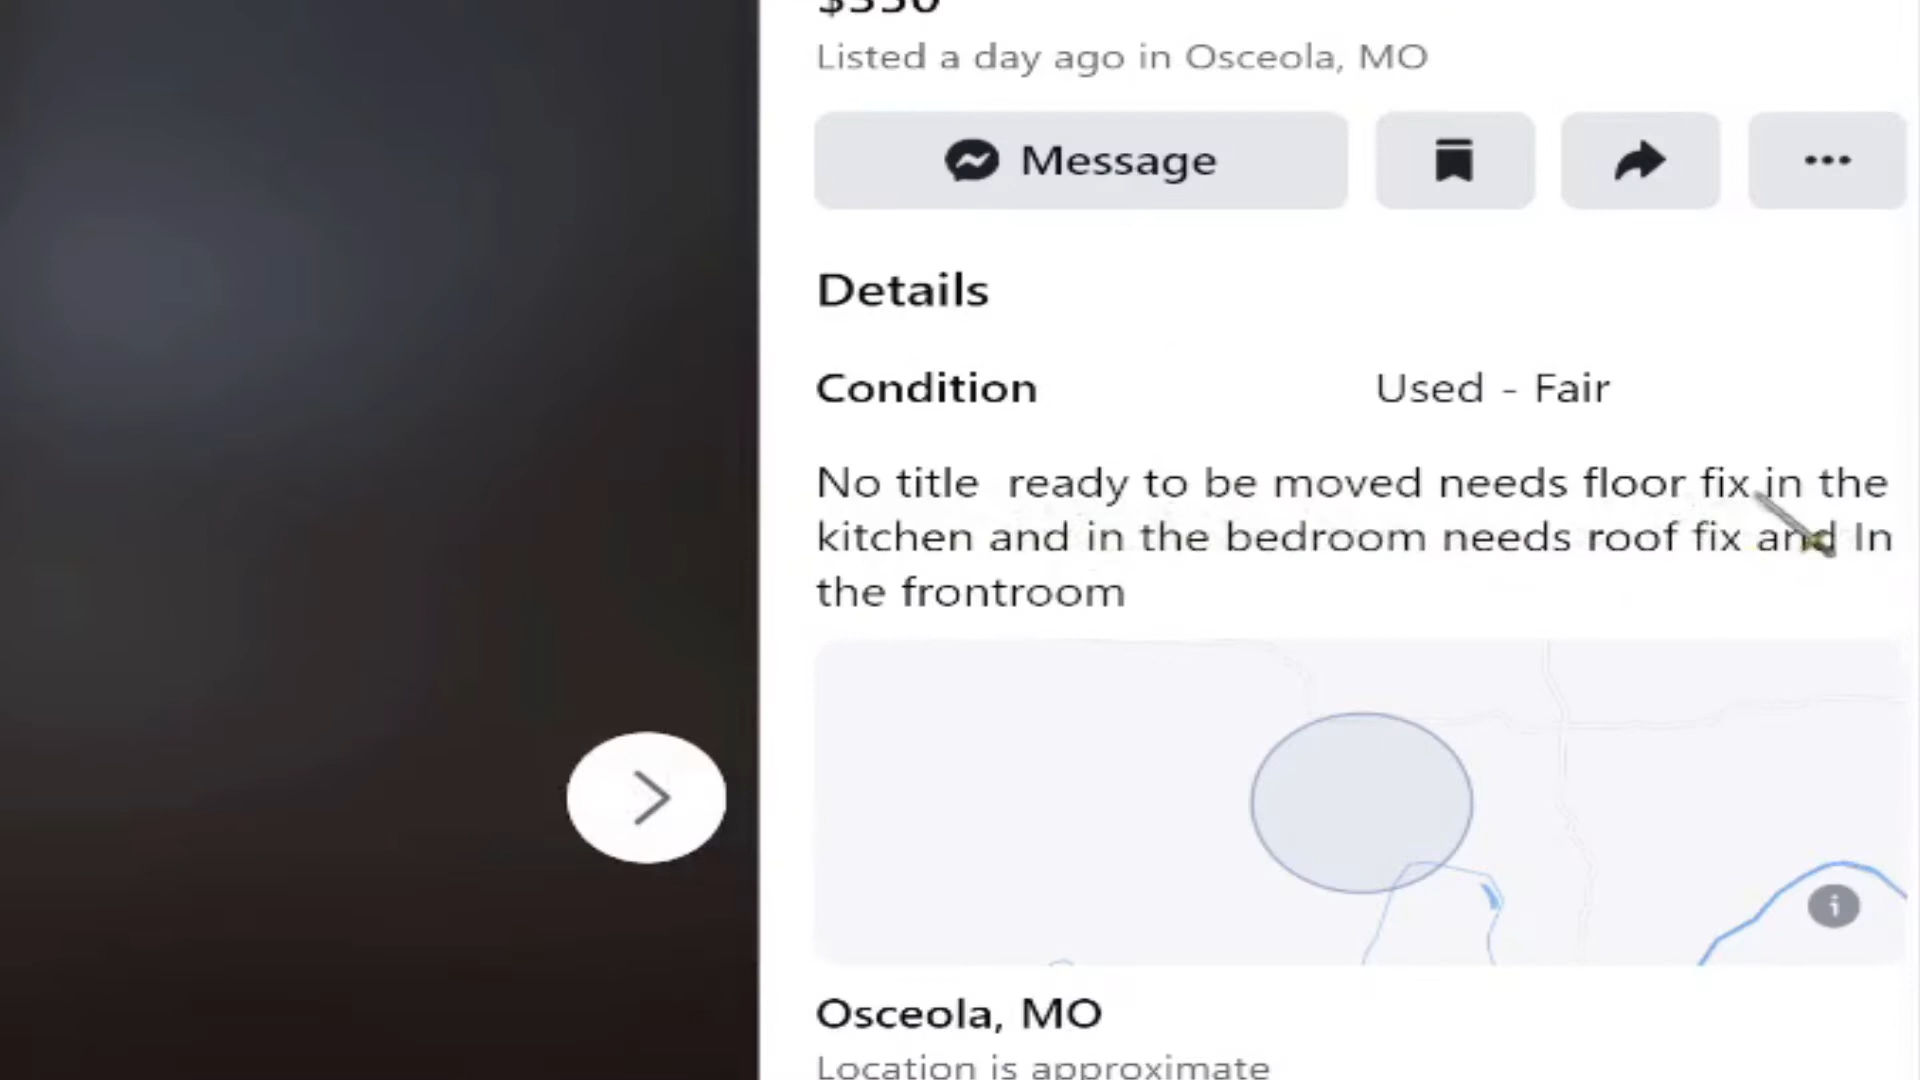 $350
Listed a day ago in Osceola, MO
Message
Details
Condition Used - Fair
No title ready to be moved needs floor fix in the
kitchen and in the bedroom needs roof fix and In
the frontroom
Osceola, MO
Location is approximate